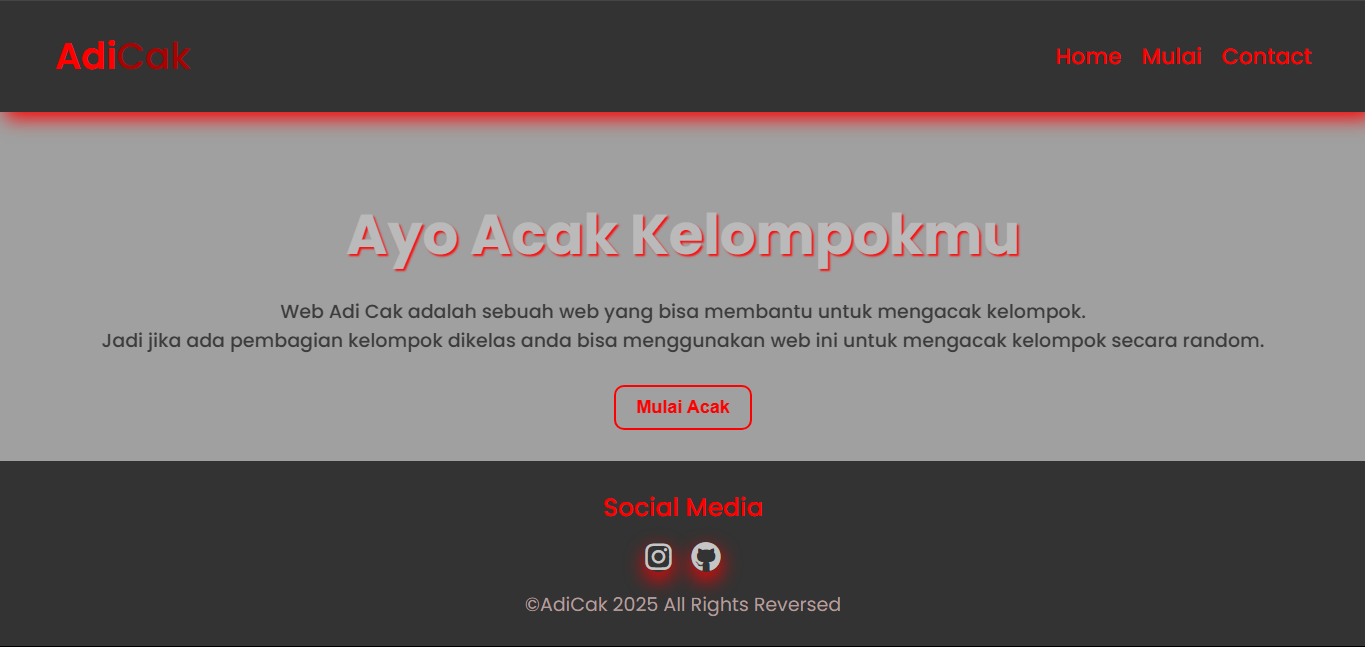 AdiCak
Home Mulai Contact
Ayo Acak Kelompokmu
Web Adi Cak adalah sebuah web yang bisa membantu untuk mengacak kelompok.
Jadi jika ada pembagian kelompok dikelas anda bisa menggunakan web ini untuk mengacak kelompok secara random.
Mulai Acak
Social Media
©AdiCak 2025 All Rights Reversed